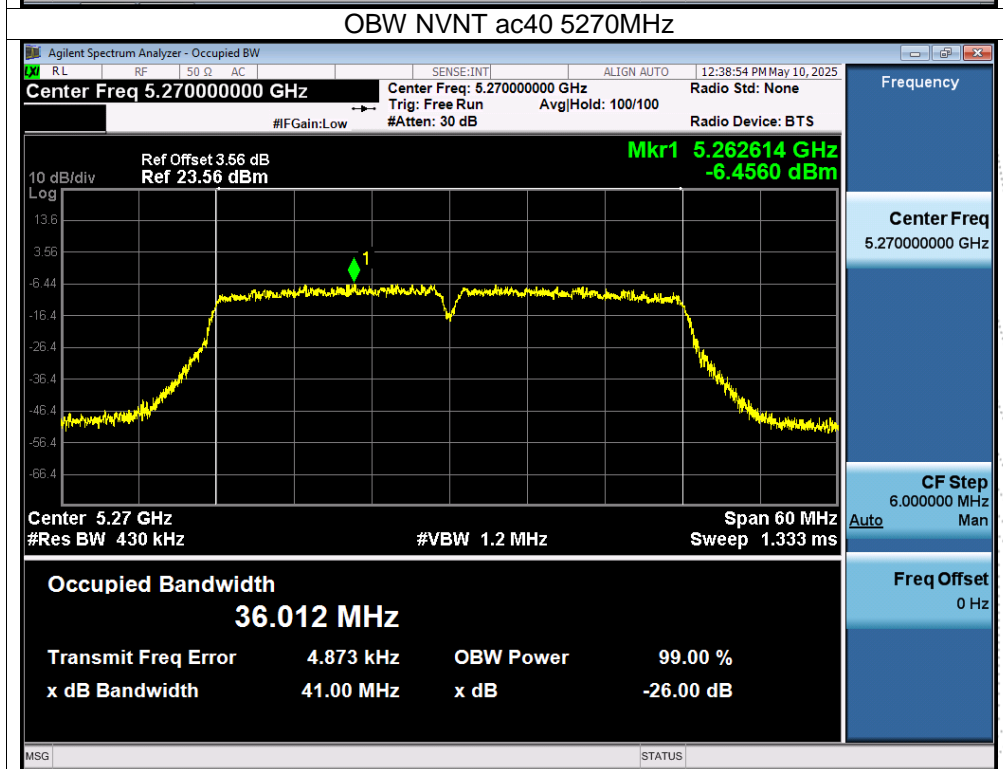 OBW NVNT ac40 5270MHz
Agilent Spectrum Analyzer - Occupied BW
LXI RL RF 50 Ω AC SENSE:INT ALIGN AUTO 12:38:54 PM May 10, 2025
Center Freq 5.270000000 GHz Center Freq: 5.270000000 GHz Radio Std: None
Trig: Free Run Avg|Hold: 100/100
#IFGain:Low #Atten: 30 dB Radio Device: BTS
Frequency
Ref Offset 3.56 dB Mkr1 5.262614 GHz
10 dB/div Ref 23.56 dBm -6.4560 dBm
Log
13.6
3.56
1
-6.44
-16.4
-26.4
-36.4
-46.4
-56.4
-66.4
Center Freq
5.270000000 GHz
Center 5.27 GHz Span 60 MHz
#Res BW 430 kHz #VBW 1.2 MHz Sweep 1.333 ms
CF Step
6.000000 MHz
Auto Man
Freq Offset
0 Hz
Occupied Bandwidth
36.012 MHz
Transmit Freq Error 4.873 kHz OBW Power 99.00 %
x dB Bandwidth 41.00 MHz x dB -26.00 dB
MSG STATUS